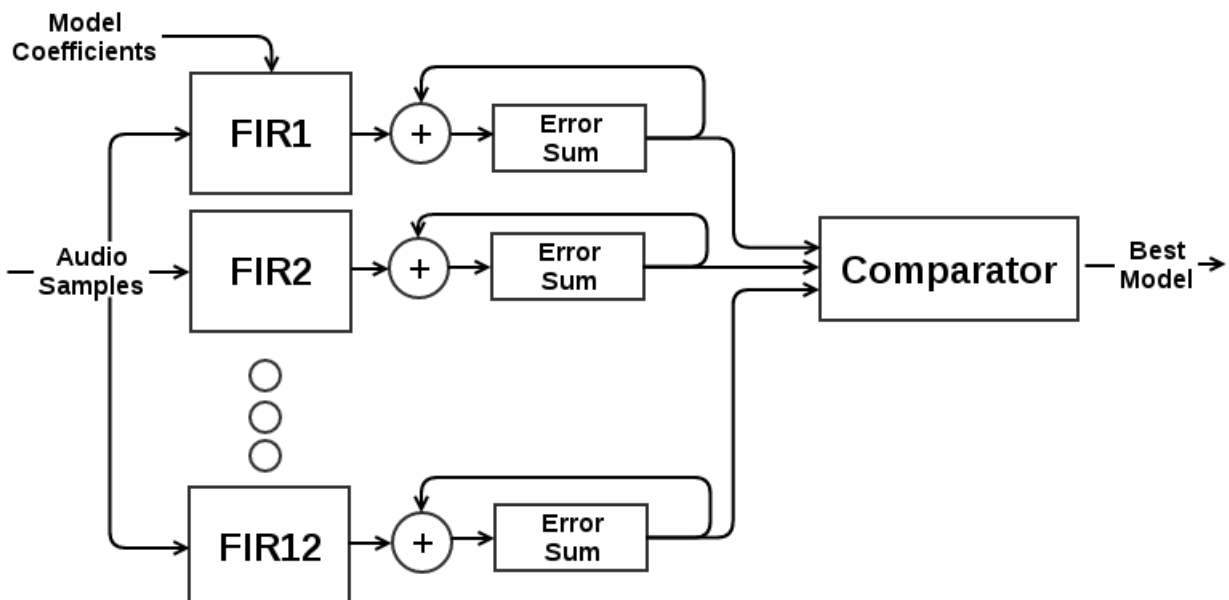 Model
Coefficients
FIR1
+
Error
Sum
Audio
Samples
FIR2
+
Error
Sum
Comparator
Best
Model
FIR12
+
Error
Sum